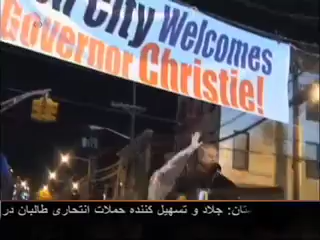 City Welcomes
Governor Christie!
ستان: جلاد و تسهیل کننده حملات انتحاری طالبان در